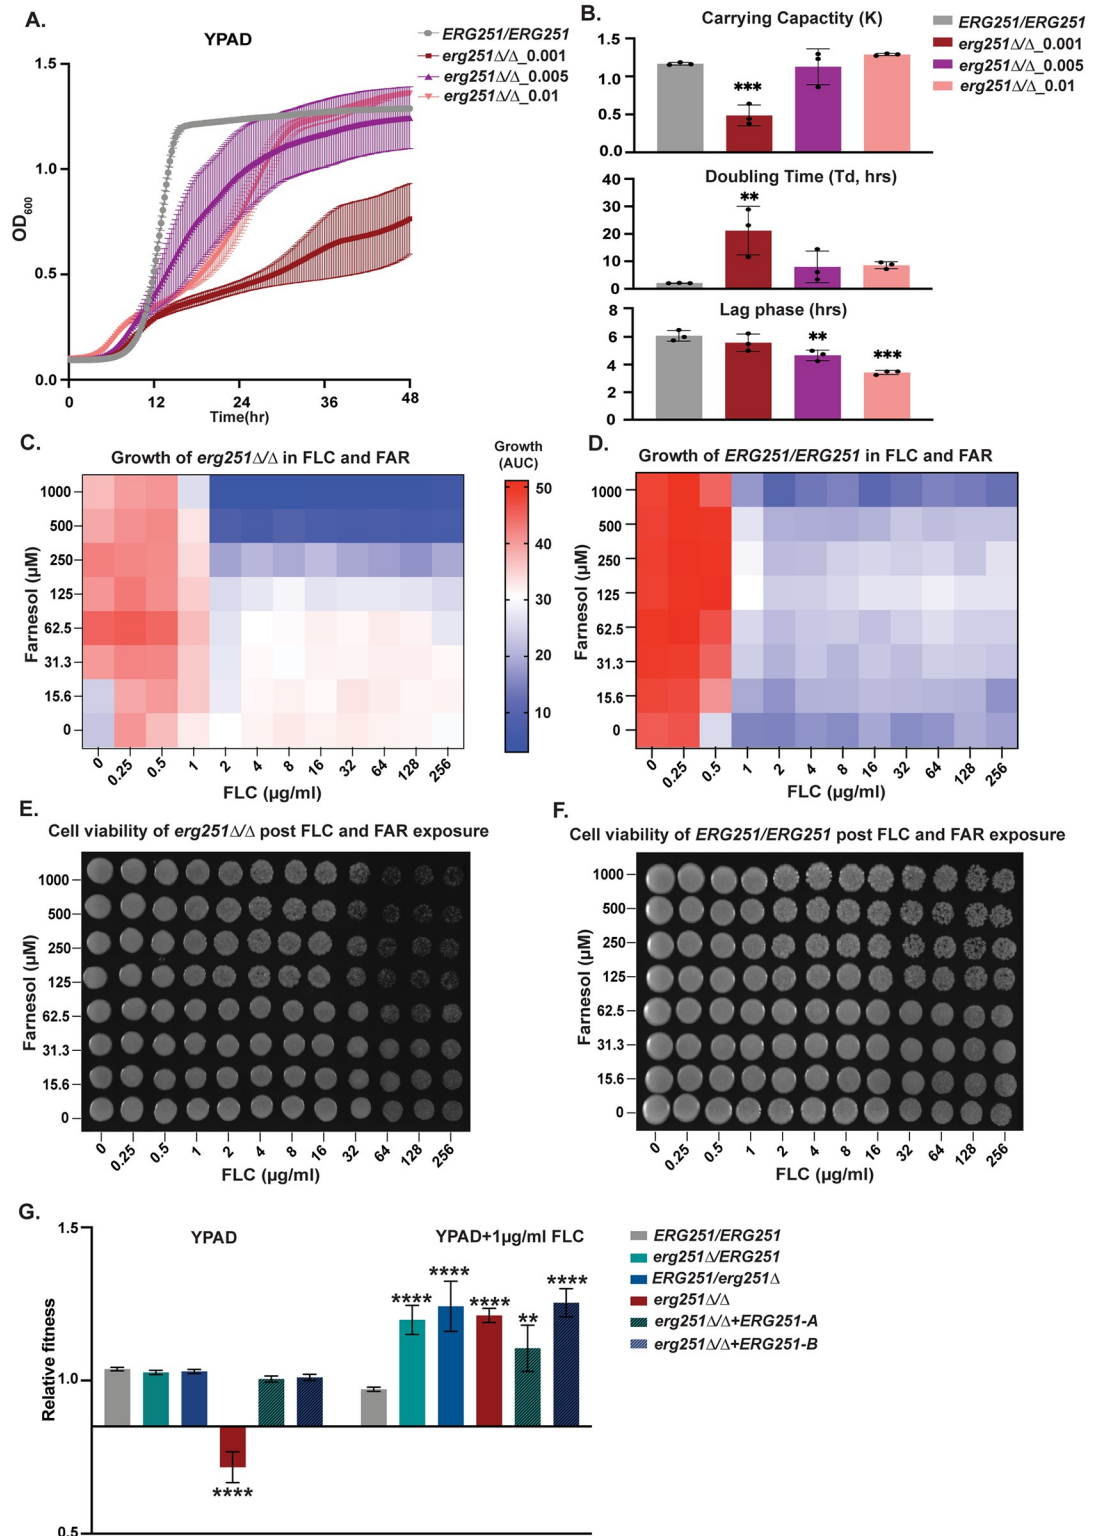 A.
YPAD
ERG251/ERG251
erg251Δ/Δ_0.001
erg251Δ/Δ_0.005
erg251Δ/Δ_0.01
1.5
1.0
0.5
0.0
OD600
0 12 24 36 48
Time(hr)
B.
Carrying Capactity (K)
ERG251/ERG251
erg251Δ/Δ_0.001
erg251Δ/Δ_0.005
erg251Δ/Δ_0.01
1.5
1.0
0.5
0.0
***
Doubling Time (Td, hrs)
40
30
20
10
0
**
Lag phase (hrs)
8
6
4
2
0
**
***
C.
Growth of erg251Δ/Δ in FLC and FAR
Farnesol (µM)
1000
500
250
125
62.5
31.3
15.6
0
0 0.25 0.5 1 2 4 8 16 32 64 128 256
FLC (µg/ml)
Growth
(AUC)
50
40
30
20
10
D.
Growth of ERG251/ERG251 in FLC and FAR
Farnesol (µM)
1000
500
250
125
62.5
31.3
15.6
0
0 0.25 0.5 1 2 4 8 16 32 64 128 256
FLC (µg/ml)
E.
Cell viability of erg251Δ/Δ post FLC and FAR exposure
Farnesol (µM)
1000
500
250
125
62.5
31.3
15.6
0
0 0.25 0.5 1 2 4 8 16 32 64 128 256
FLC (µg/ml)
F.
Cell viability of ERG251/ERG251 post FLC and FAR exposure
Farnesol (µM)
1000
500
250
125
62.5
31.3
15.6
0
0 0.25 0.5 1 2 4 8 16 32 64 128 256
FLC (µg/ml)
G.
YPAD
YPAD+1µg/ml FLC
1.5
1.0
0.5
Relative fitness
****
****
****
****
**
****
ERG251/ERG251
erg251Δ/ERG251
ERG251/erg251Δ
erg251Δ/Δ
erg251Δ/Δ+ERG251-A
erg251Δ/Δ+ERG251-B